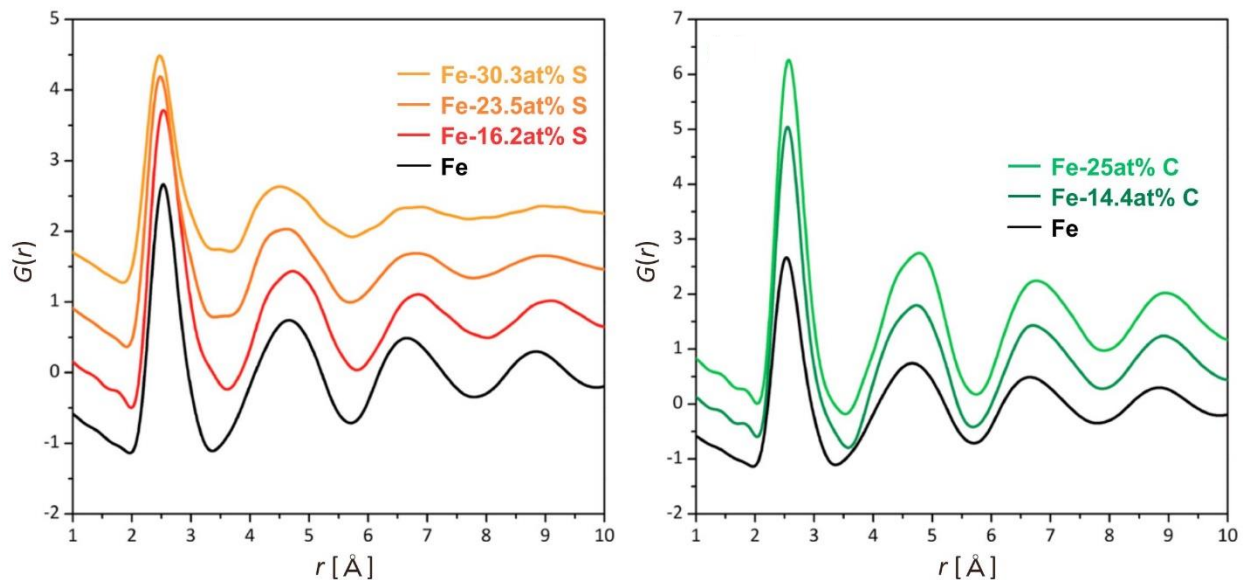 5
4
3
2
1
0
-1
-2
G(r)
Fe-30.3at% S
Fe-23.5at% S
Fe-16.2at% S
Fe
1 2 3 4 5 6 7 8 9 10
r [Å]
7
6
5
4
3
2
1
0
-1
-2
G(r)
Fe-25at% C
Fe-14.4at% C
Fe
1 2 3 4 5 6 7 8 9 10
r [Å]